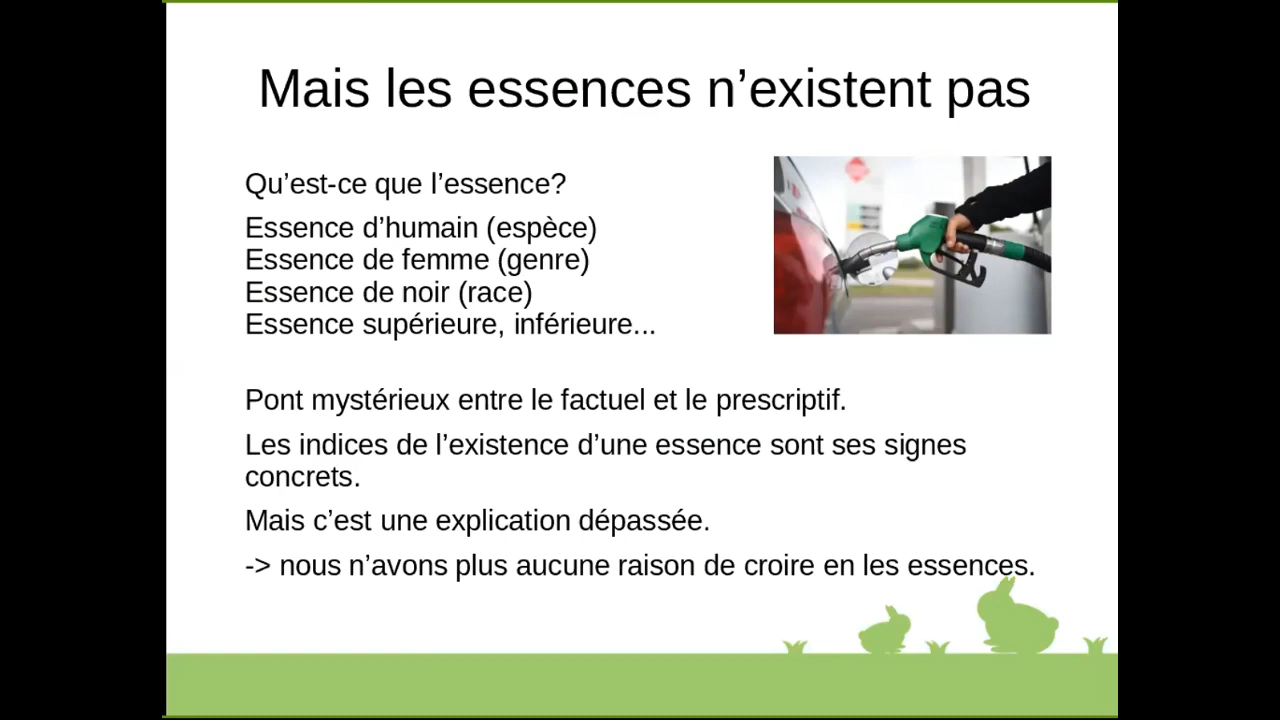 Mais les essences n’existent pas
Qu’est-ce que l’essence?
Essence d’humain (espèce)
Essence de femme (genre)
Essence de noir (race)
Essence supérieure, inférieure...
Pont mystérieux entre le factuel et le prescriptif.
Les indices de l’existence d’une essence sont ses signes
concrets.
Mais c’est une explication dépassée.
-> nous n’avons plus aucune raison de croire en les essences.